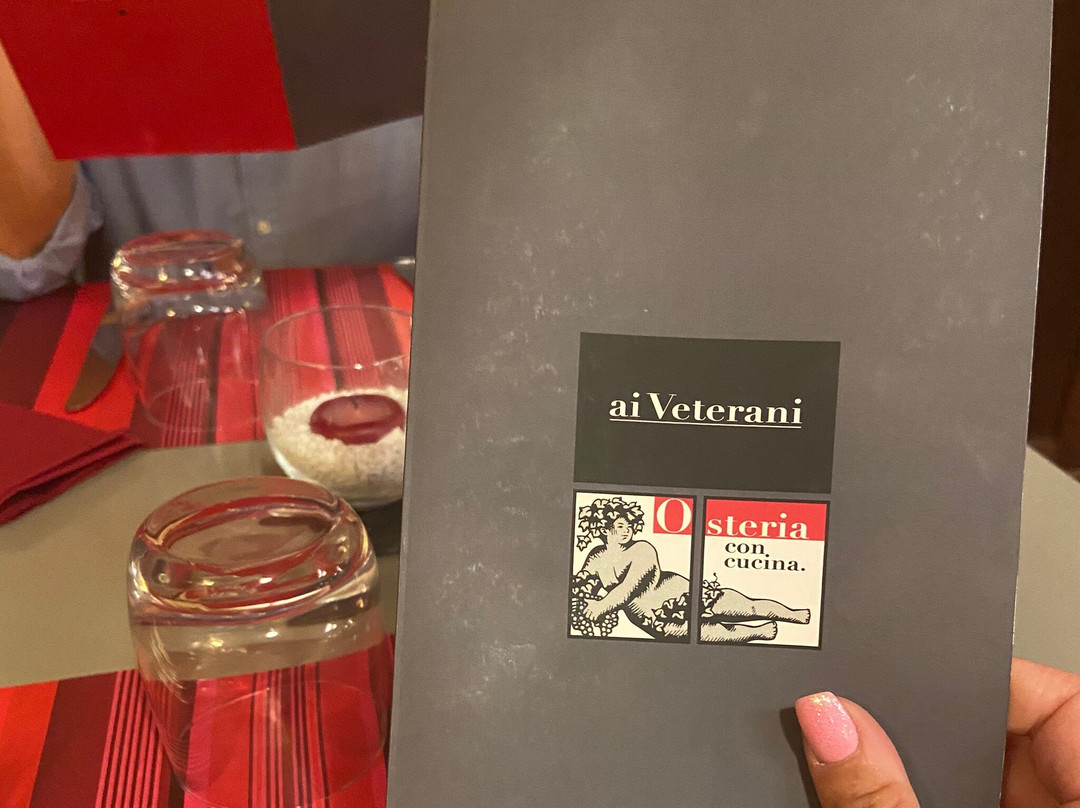 ai Veterani
Osteria
con
cucina.